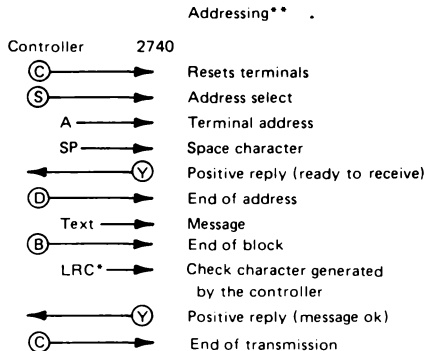 Addressing**
Controller 2740
C Resets terminals
S Address select
A Terminal address
SP Space character
Y Positive reply (ready to receive)
D End of address
Text Message
B End of block
LRC* Check character generated
by the controller
Y Positive reply (message ok)
C End of transmission